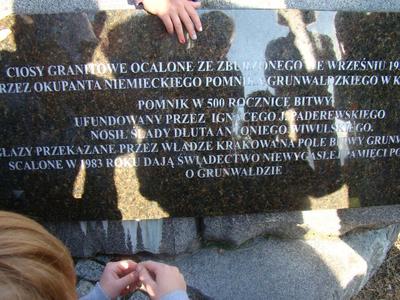 CIOSY GRANITOWE OCALONE ZE ZBURZONEGO WE WRZEŚNIU
PRZEZ OKUPANTA NIEMIECKIEGO POMNIKA GRUNWALDZKIEGO W
POMNIK W 500 ROCZNICE BITWY
UFUNDOWANY PRZEZ IGNACEGO J. PADEREWSKIEGO
NOSIŁ ŚLADY DŁUTA ANTONIEGO WIWULSKIEGO.
GŁAZY PRZEKAZANE PRZEZ WŁADZE KRAKOWA NA POLE BITWY
SCALONE W 1983 ROKU DAJĄ ŚWIADECTWO NIEWYGASŁEJ PAMIĘCI
O GRUNWALDZIE